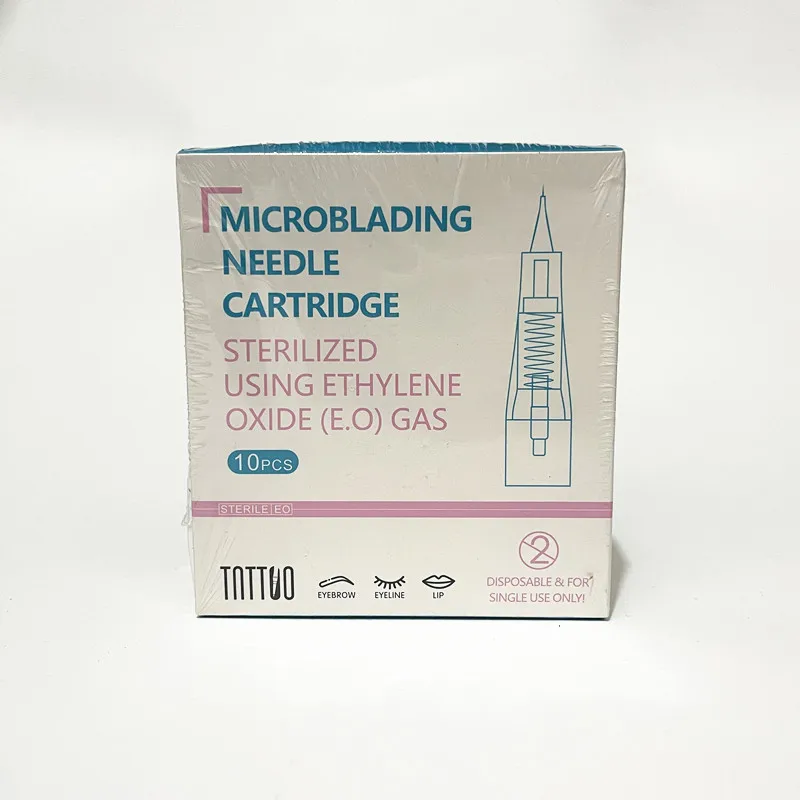 MICROBLADING
NEEDLE
CARTRIDGE
STERILIZED
USING ETHYLENE
OXIDE (E.O) GAS
10PCS
STERILE EO
2
TATTOO
EYEBROW
EYELINE
LIP
DISPOSABLE & FOR
SINGLE USE ONLY!